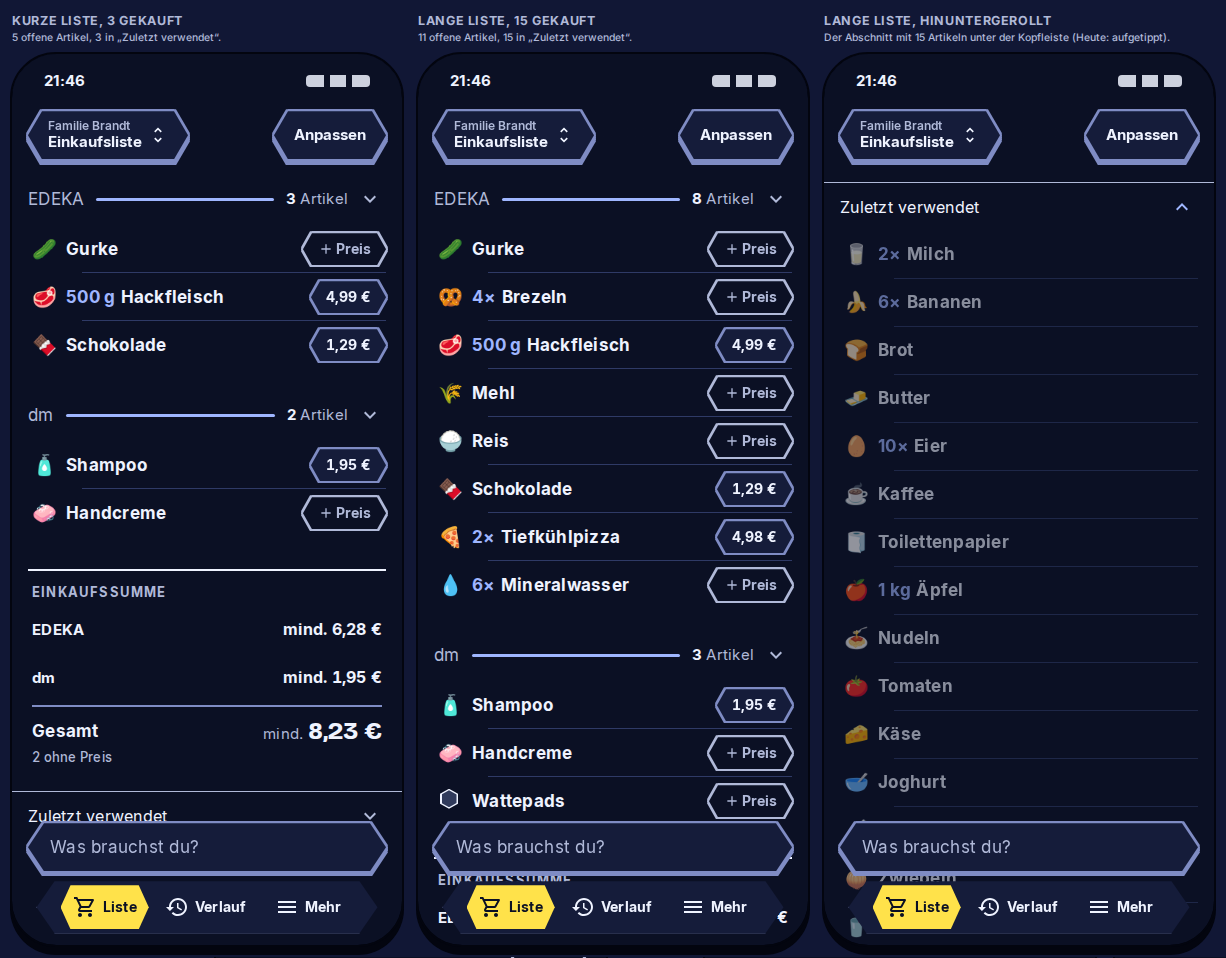 KURZE LISTE, 3 GEKAUFT
5 offene Artikel, 3 in „Zuletzt verwendet“.
21:46
Familie Brandt
Einkaufsliste
Anpassen
EDEKA 3 Artikel
Gurke + Preis
500 g Hackfleisch 4,99 €
Schokolade 1,29 €
dm 2 Artikel
Shampoo 1,95 €
Handcreme + Preis
EINKAUFSSUMME
EDEKA mind. 6,28 €
dm mind. 1,95 €
Gesamt mind. 8,23 €
2 ohne Preis
Zuletzt verwendet
Was brauchst du?
Liste Verlauf Mehr
LANGE LISTE, 15 GEKAUFT
11 offene Artikel, 15 in „Zuletzt verwendet“.
21:46
Familie Brandt
Einkaufsliste
Anpassen
EDEKA 8 Artikel
Gurke + Preis
4× Brezeln + Preis
500 g Hackfleisch 4,99 €
Mehl + Preis
Reis + Preis
Schokolade 1,29 €
2× Tiefkühlpizza 4,98 €
6× Mineralwasser + Preis
dm 3 Artikel
Shampoo 1,95 €
Handcreme + Preis
Wattepads + Preis
Was brauchst du?
EINKAUFSSUMME
€
Liste Verlauf Mehr
LANGE LISTE, HINUNTERGEROLLT
Der Abschnitt mit 15 Artikeln unter der Kopfleiste (Heute: aufgetippt).
21:46
Familie Brandt
Einkaufsliste
Anpassen
Zuletzt verwendet
2× Milch
6× Bananen
Brot
Butter
10× Eier
Kaffee
Toilettenpapier
1 kg Äpfel
Nudeln
Tomaten
Käse
Joghurt
Was brauchst du?
Zwiebeln
Liste Verlauf Mehr